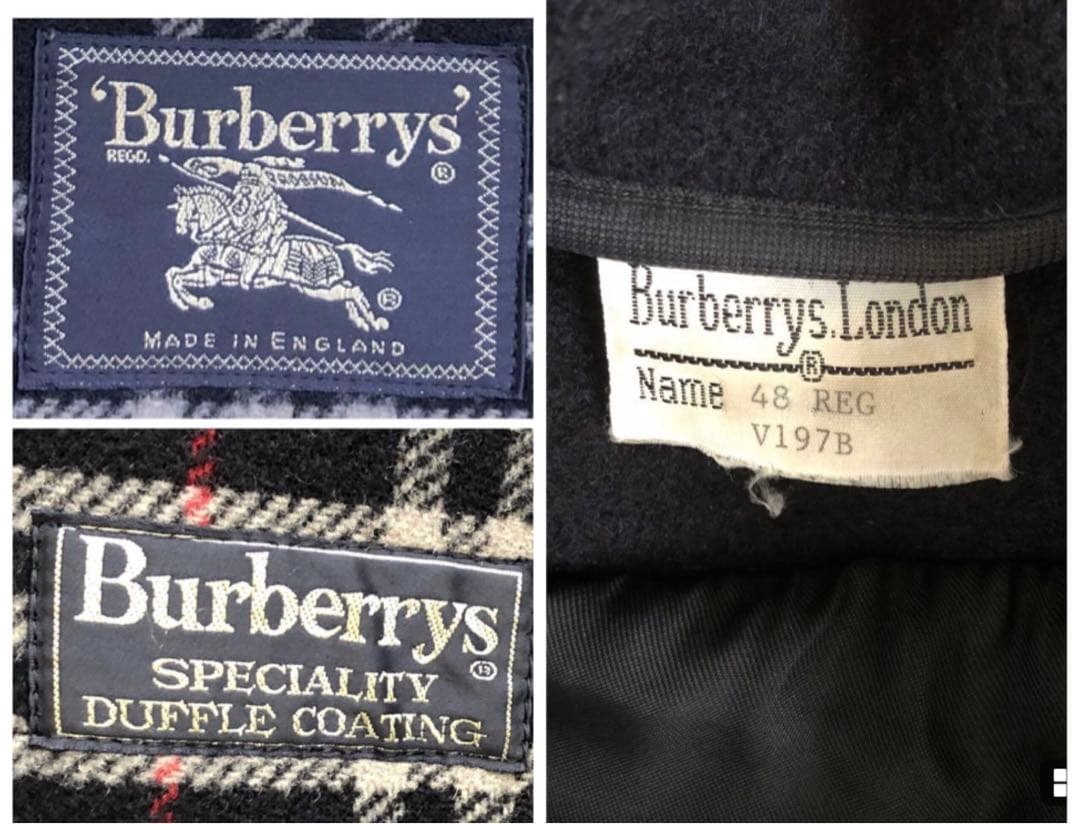 ‘Burberrys’
REGD. ®
®
MADE IN ENGLAND
Burberrys
®
SPECIALITY
DUFFLE COATING
Burberrys.London
®
Name 48 REG
V197B